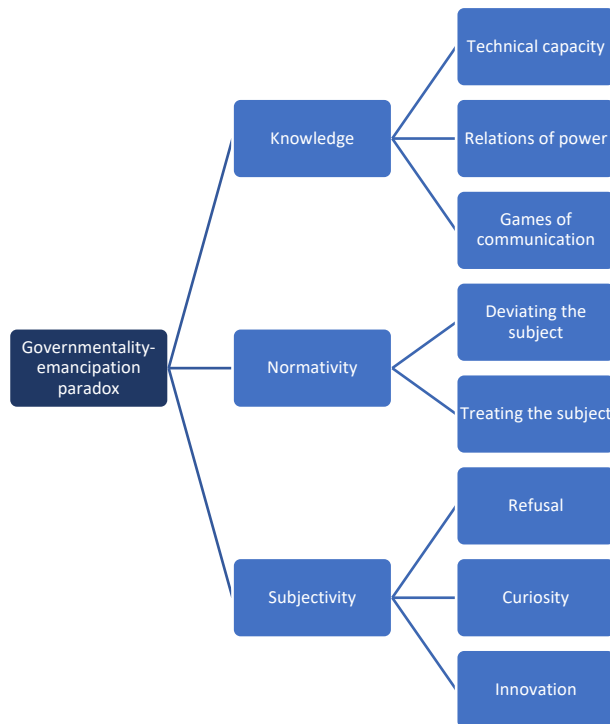 Technical capacity
Knowledge
Relations of power
Games of
communication
Governmentality-
emancipation
paradox
Normativity
Deviating the
subject
Treating the subject
Subjectivity
Refusal
Curiosity
Innovation